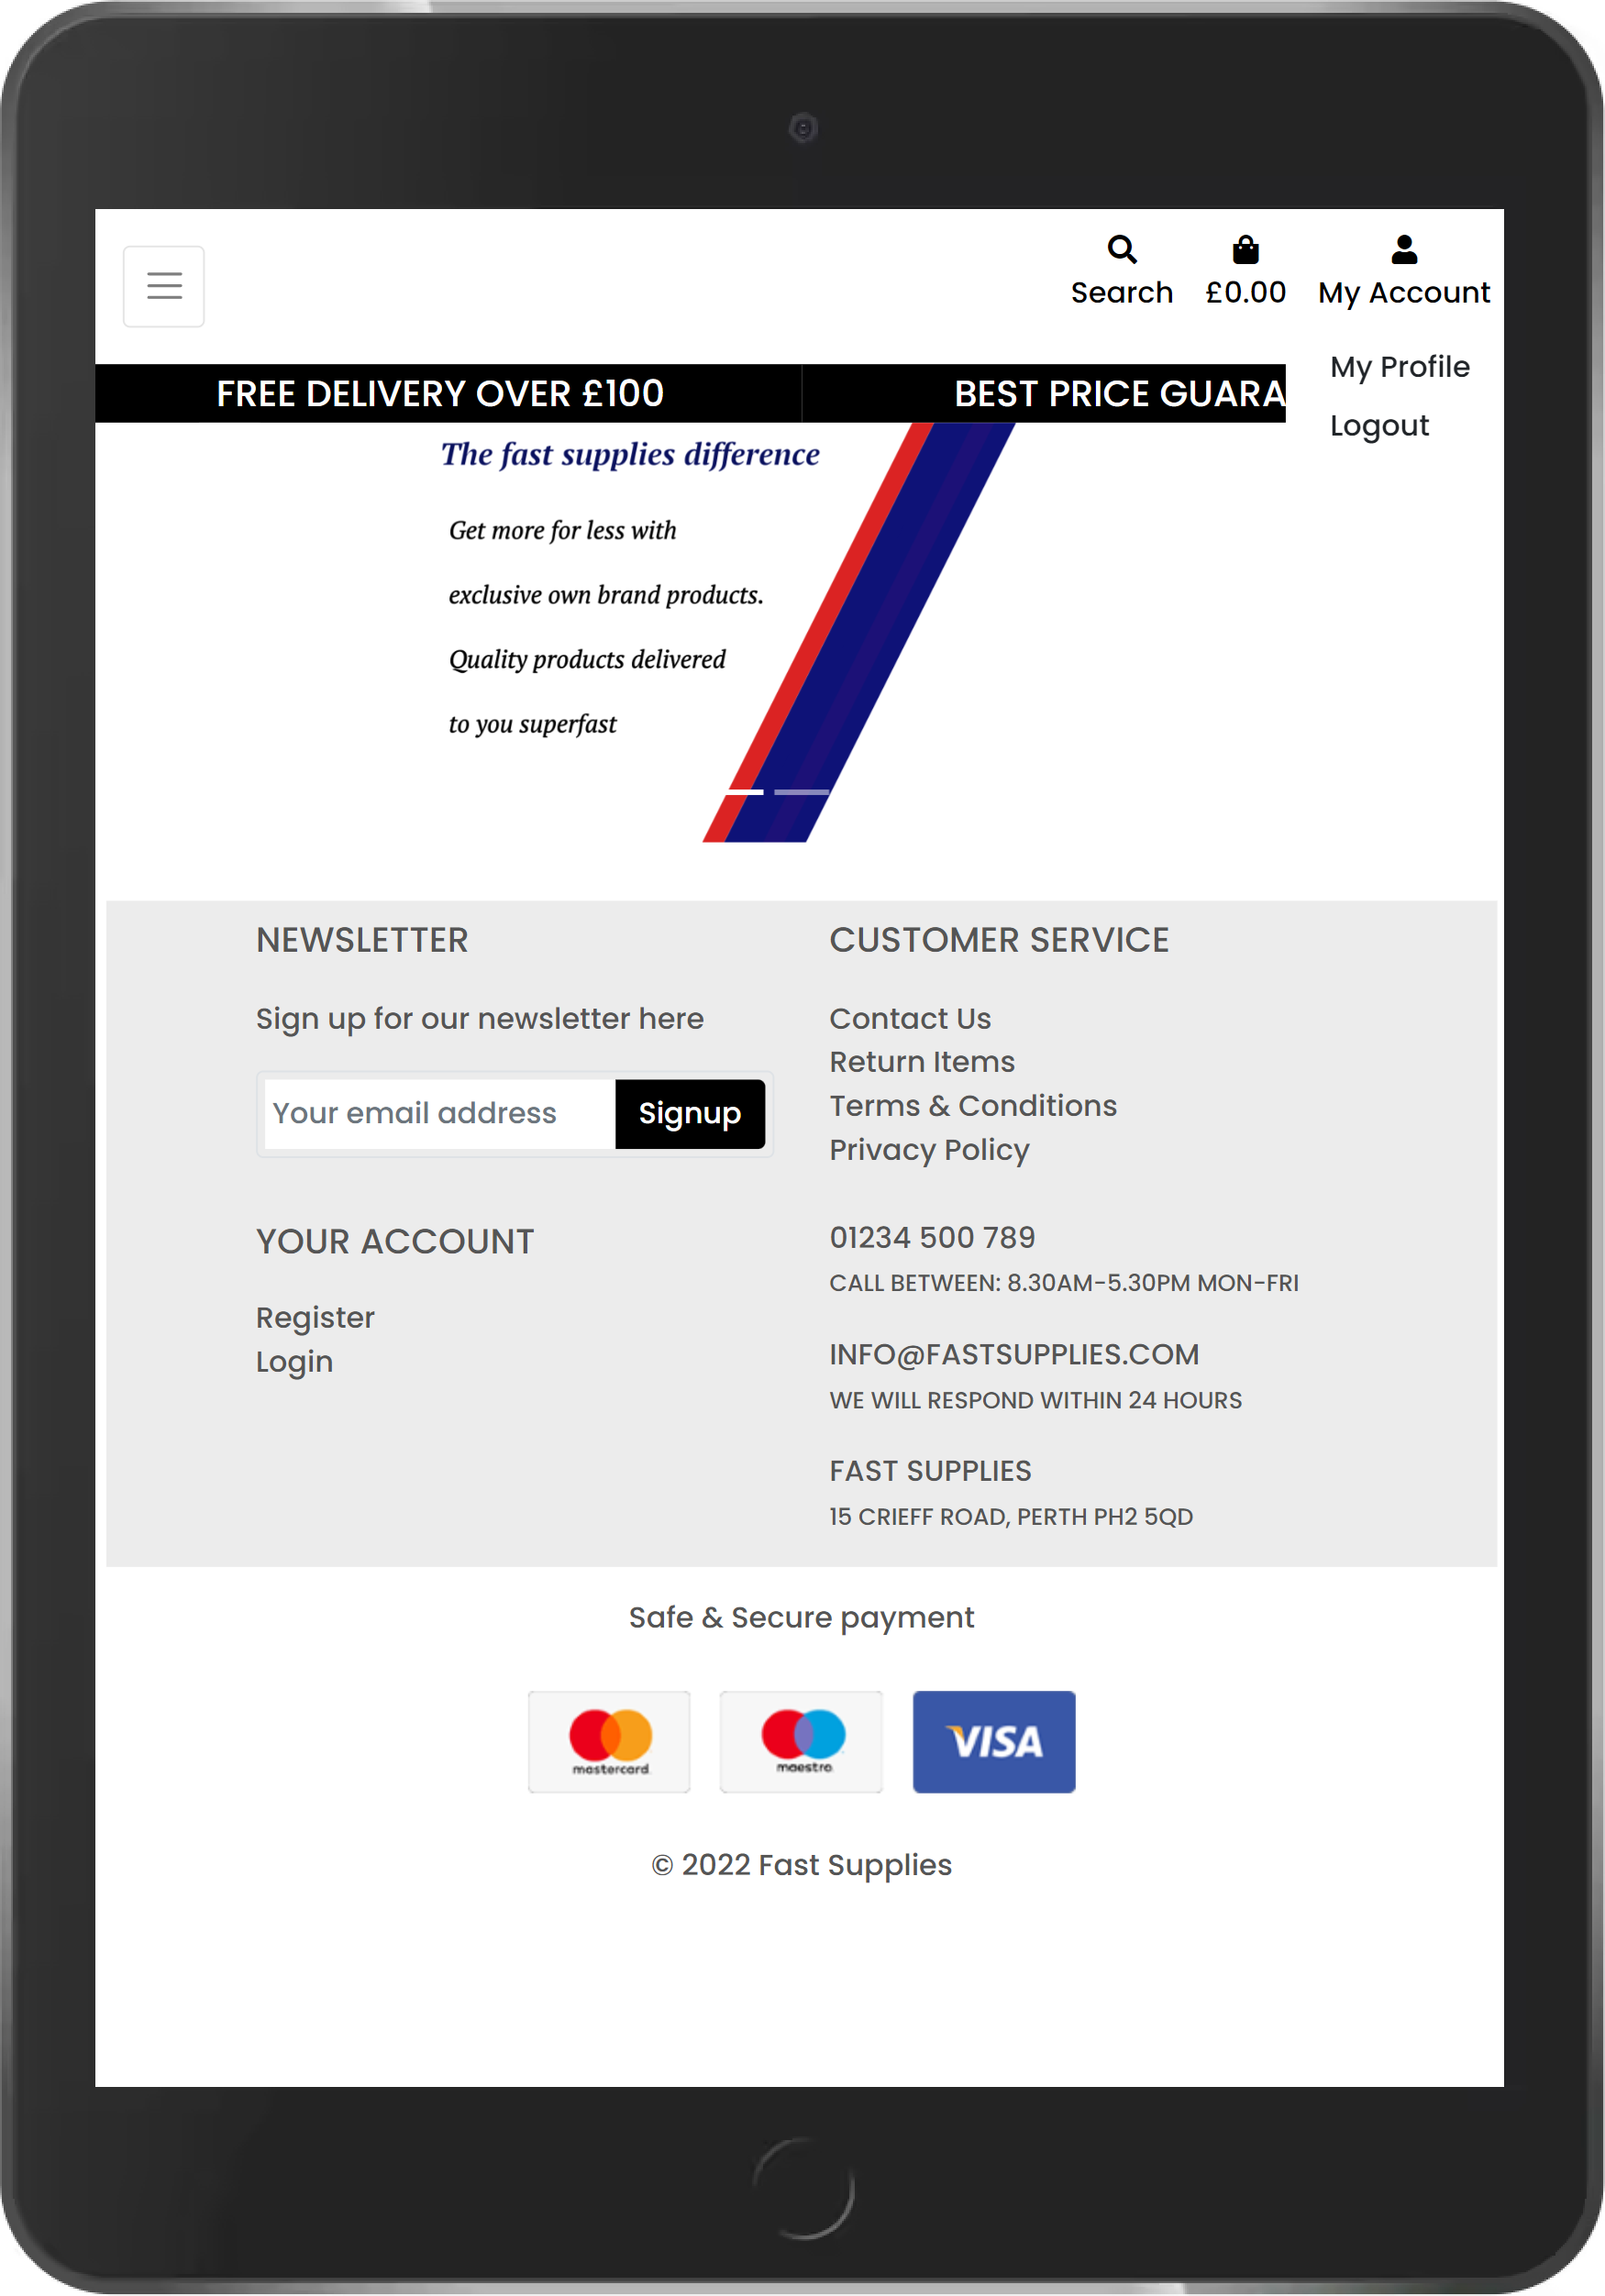 Search
£0.00
My Account
My Profile
Logout
FREE DELIVERY OVER £100
BEST PRICE GUARA
The fast supplies difference
Get more for less with
exclusive own brand products.
Quality products delivered
to you superfast
NEWSLETTER
Sign up for our newsletter here
Your email address
Signup
YOUR ACCOUNT
Register
Login
CUSTOMER SERVICE
Contact Us
Return Items
Terms & Conditions
Privacy Policy
01234 500 789
CALL BETWEEN: 8.30AM-5.30PM MON-FRI
INFO@FASTSUPPLIES.COM
WE WILL RESPOND WITHIN 24 HOURS
FAST SUPPLIES
15 CRIEFF ROAD, PERTH PH2 5QD
Safe & Secure payment
mastercard.
maestro.
VISA
© 2022 Fast Supplies